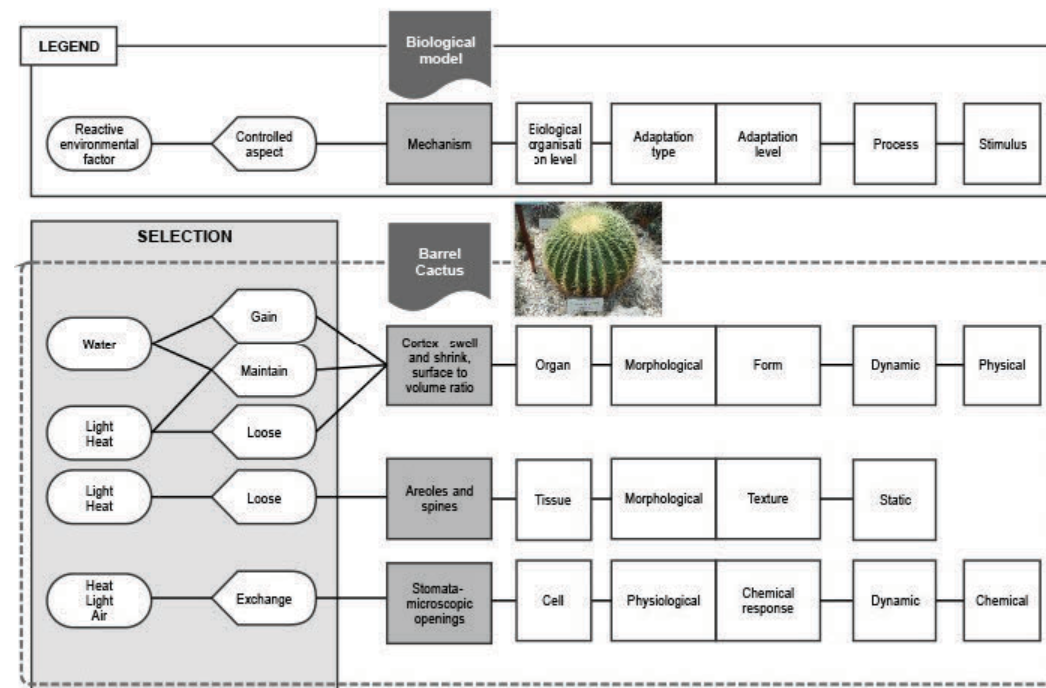 LEGEND
Biological
model
Reactive
environmental
factor
Controlled
aspect
Mechanism
Biological
organisati
on level
Adaptation
type
Adaptation
level
Process
Stimulus
SELECTION
Barrel
Cactus
Water
Gain
Maintain
Light
Heat
Loose
Cortex swell
and shrink,
surface to
volume ratio
Organ
Morphological
Form
Dynamic
Physical
Light
Heat
Loose
Areoles and
spines
Tissue
Morphological
Texture
Static
Heat
Light
Air
Exchange
Stomata-
microscopic
openings
Cell
Physiological
Chemical
response
Dynamic
Chemical